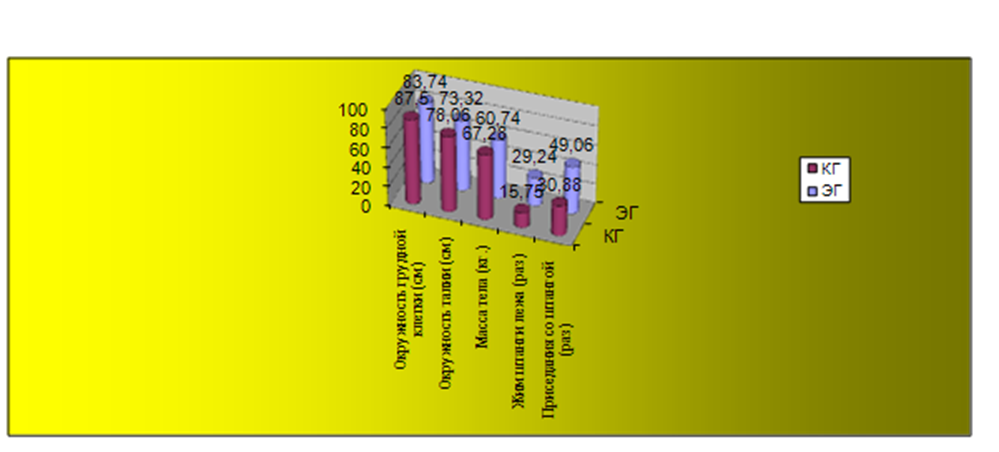 83,74
87,5
73,32
78,06
60,74
67,28
29,24
49,06
15,75
30,88
100
80
60
40
20
0
ЭГ
КГ
Окружность грудной
клетки (см)
Окружность талии (см)
Масса тела (кг.)
Жим штанги лежа (раз)
Приседания со штангой
(раз)
КГ
ЭГ